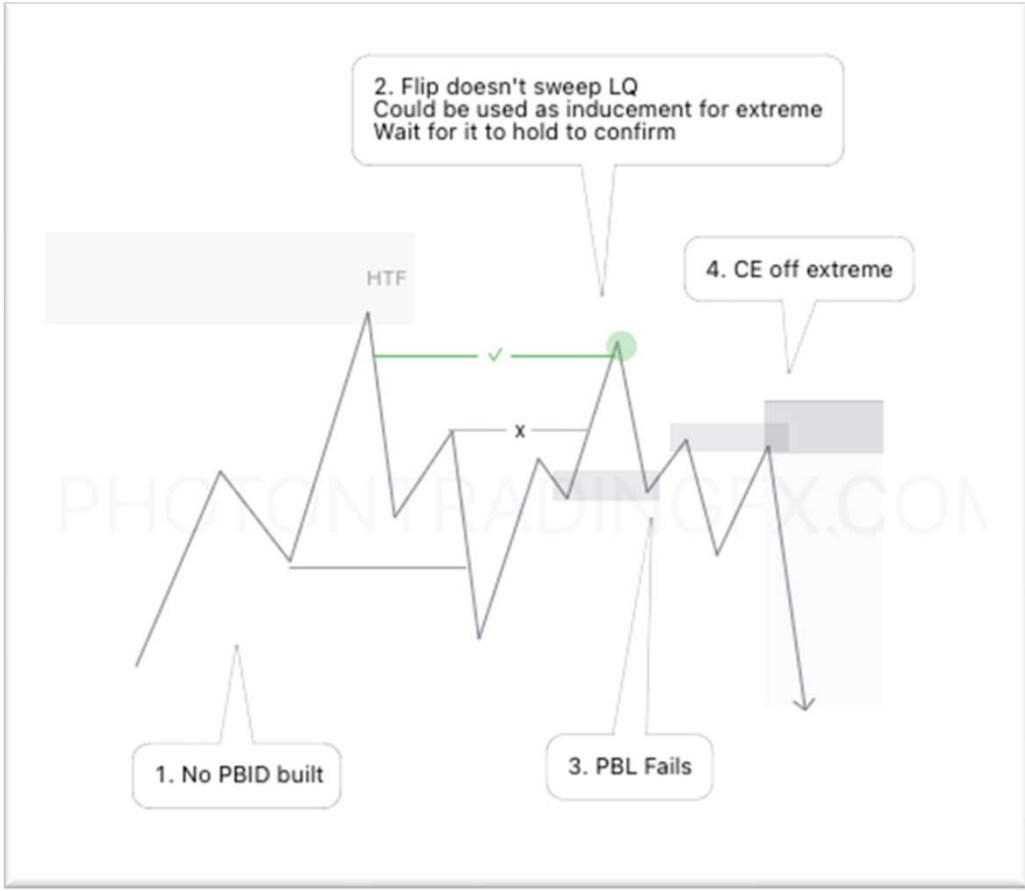 2. Flip doesn't sweep LQ
Could be used as inducement for extreme
Wait for it to hold to confirm
HTF
4. CE off extreme
x
PHOTONTRADINGFX.COM
3. PBL Fails
1. No PBID built